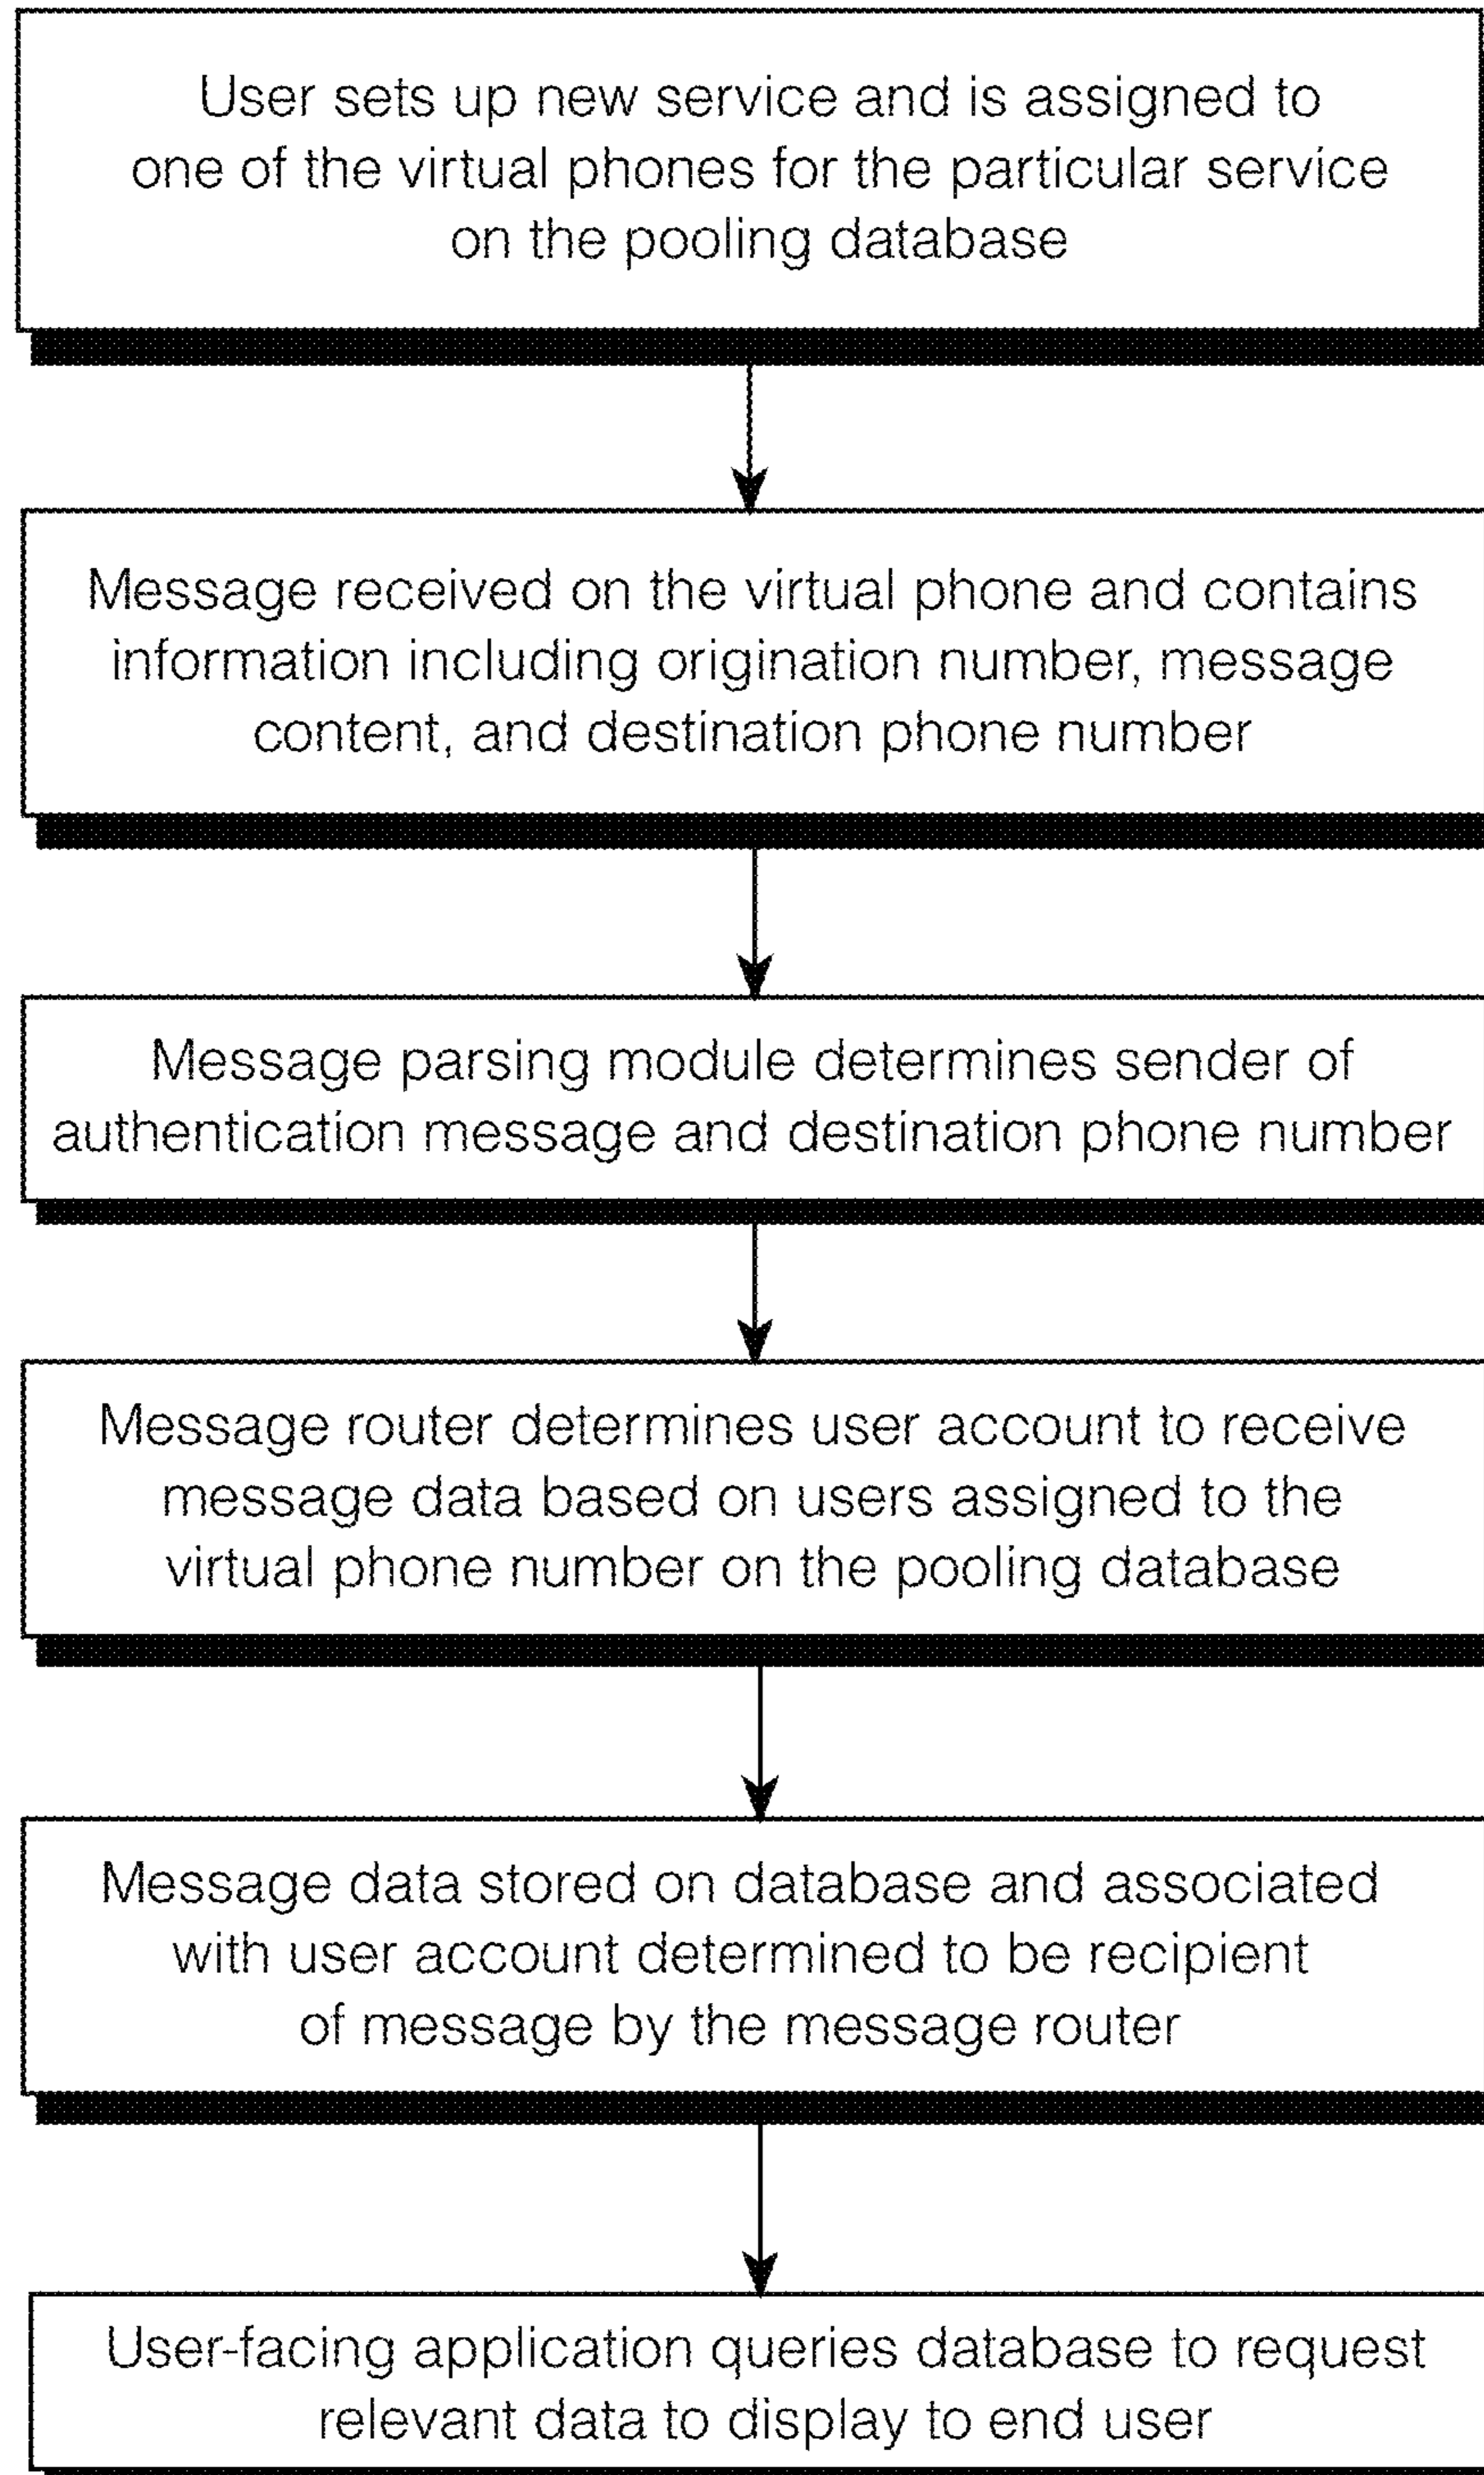 User sets up new service and is assigned to
one of the virtual phones for the particular service
on the pooling database
Message received on the virtual phone and contains
information including origination number, message
content, and destination phone number
Message parsing module determines sender of
authentication message and destination phone number
Message router determines user account to receive
message data based on users assigned to the
virtual phone number on the pooling database
Message data stored on database and associated
with user account determined to be recipient
of message by the message router
User-facing application queries database to request
relevant data to display to end user